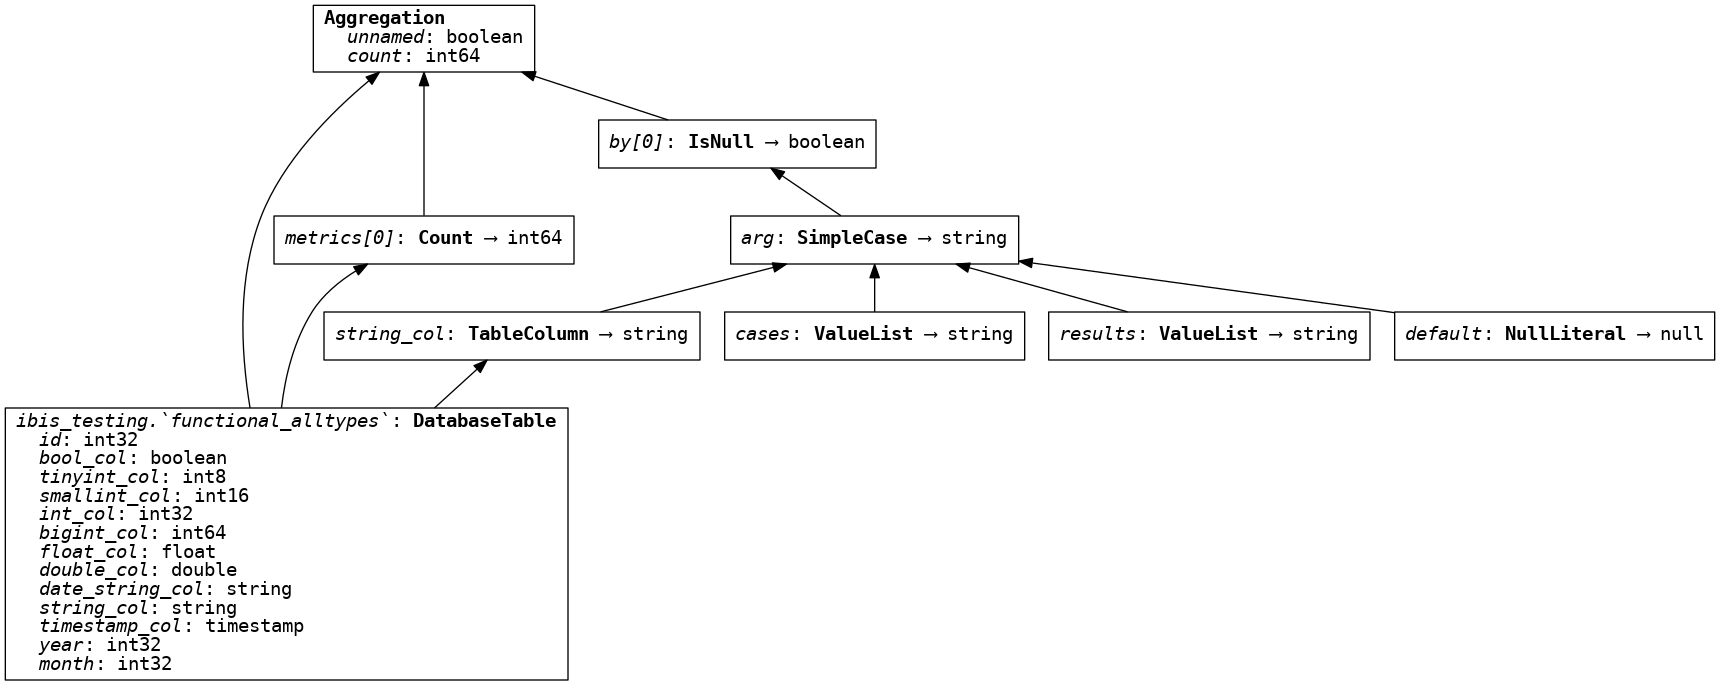 Aggregation
unnamed: boolean
count: int64
by[0]: IsNull → boolean
metrics[0]: Count → int64
arg: SimpleCase → string
string_col: TableColumn → string
cases: ValueList → string
results: ValueList → string
default: NullLiteral → null
ibis_testing.`functional_alltypes`: DatabaseTable
id: int32
bool_col: boolean
tinyint_col: int8
smallint_col: int16
int_col: int32
bigint_col: int64
float_col: float
double_col: double
date_string_col: string
string_col: string
timestamp_col: timestamp
year: int32
month: int32